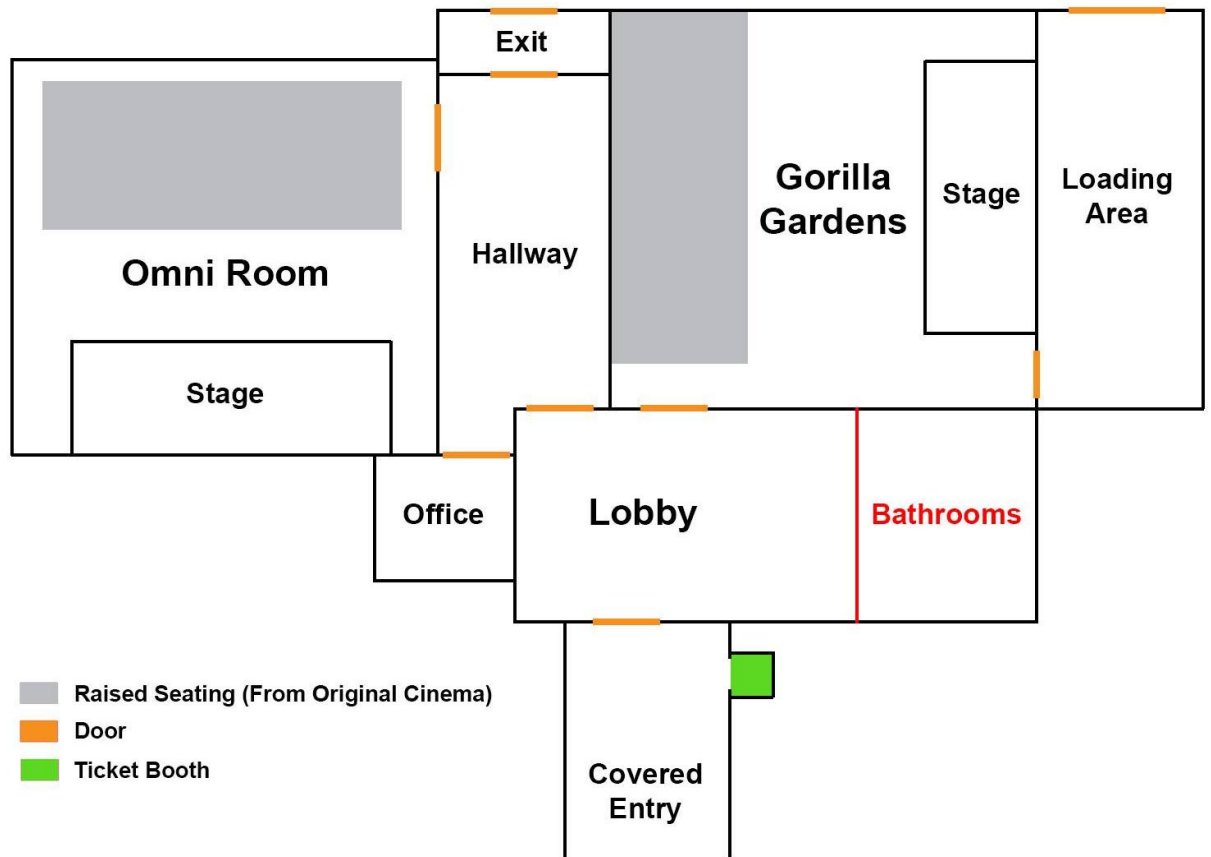 Exit
Gorilla
Gardens
Stage
Loading
Area
Hallway
Omni Room
Stage
Office
Lobby
Bathrooms
Raised Seating (From Original Cinema)
Door
Ticket Booth
Covered
Entry